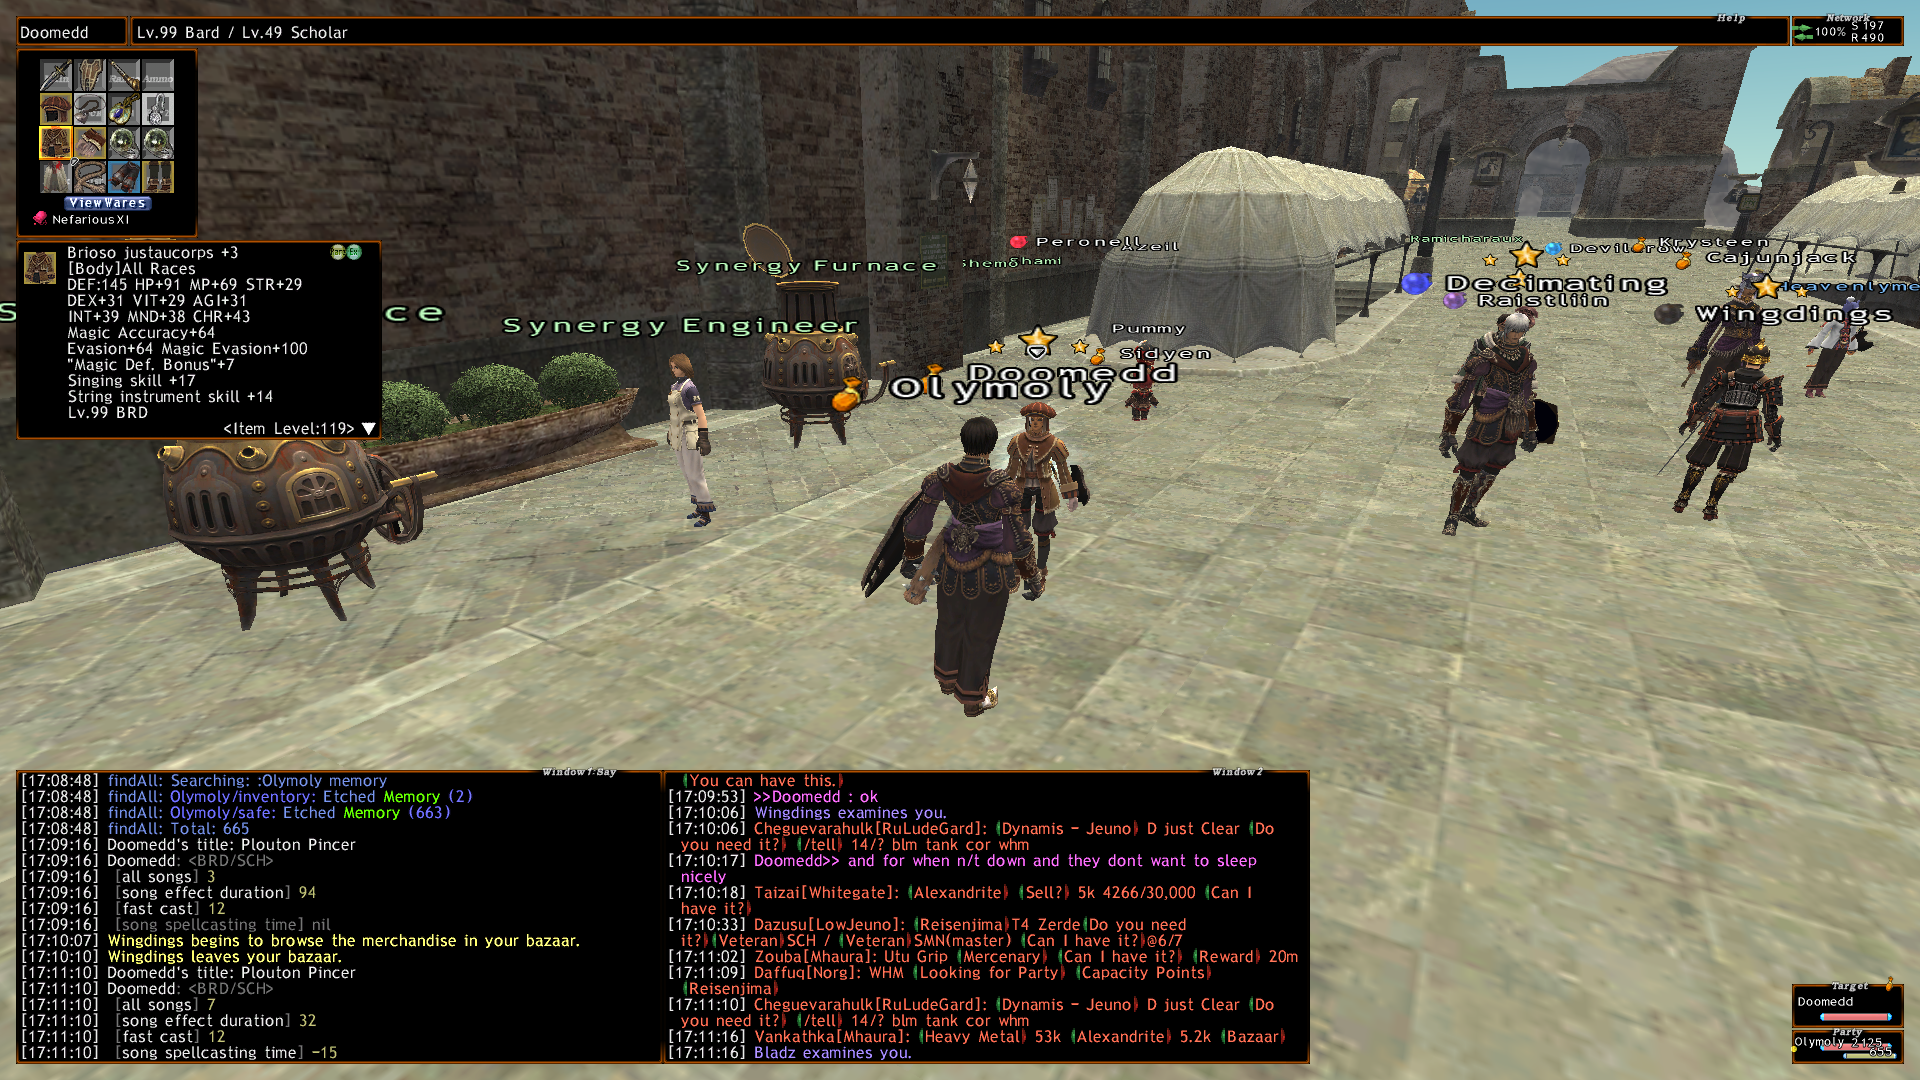 Doomedd
Lv.99 Bard / Lv.49 Scholar
Help
Network
100%
S 197
R 490
Ammo
View Wares
NefariousXI
Brioso justaucorps +3
[Body]All Races
DEF:145 HP+91 MP+69 STR+29
DEX+31 VIT+29 AGI+31
INT+39 MND+38 CHR+43
Magic Accuracy+64
Evasion+64 Magic Evasion+100
"Magic Def. Bonus"+7
Singing skill +17
String instrument skill +14
Lv.99 BRD
<Item Level:119>
Peronell
Azeil
Shemo
Shami
Synergy Furnace
ce
Synergy Engineer
Pummy
Sidyen
Doomedd
Olymoly
Ramicharaux
Devilcrow
Krysteen
Cajunjack
Decimating
Raistliin
Heavenlyme
Wingdings
Window1:Say
[17:08:48] findAll: Searching: :Olymoly memory
[17:08:48] findAll: Olymoly/inventory: Etched Memory (2)
[17:08:48] findAll: Olymoly/safe: Etched Memory (663)
[17:08:48] findAll: Total: 665
[17:09:16] Doomedd's title: Plouton Pincer
[17:09:16] Doomedd: <BRD/SCH>
[17:09:16] [all songs] 3
[17:09:16] [song effect duration] 94
[17:09:16] [fast cast] 12
[17:09:16] [song spellcasting time] nil
[17:10:07] Wingdings begins to browse the merchandise in your bazaar.
[17:10:10] Wingdings leaves your bazaar.
[17:11:10] Doomedd's title: Plouton Pincer
[17:11:10] Doomedd: <BRD/SCH>
[17:11:10] [all songs] 7
[17:11:10] [song effect duration] 32
[17:11:10] [fast cast] 12
[17:11:10] [song spellcasting time] -15
Window2
(You can have this.)
[17:09:53] >>Doomedd : ok
[17:10:06] Wingdings examines you.
[17:10:06] Cheguevarahulk[RuLudeGard]: (Dynamis - Jeuno) D just Clear (Do
you need it?) (/tell) 14/? blm tank cor whm
[17:10:17] Doomedd>> and for when n/t down and they dont want to sleep
nicely
[17:10:18] Taizai[Whitegate]: (Alexandrite) (Sell?) 5k 4266/30,000 (Can I
have it?)
[17:10:33] Dazusu[LowJeuno]: (Reisenjima)T4 Zerde(Do you need
it?)(Veteran)SCH / (Veteran)SMN(master) (Can I have it?)@6/7
[17:11:02] Zouba[Mhaura]: Utu Grip (Mercenary) (Can I have it?) (Reward) 20m
[17:11:09] Daffuq[Norg]: WHM (Looking for Party) (Capacity Points)
(Reisenjima)
[17:11:10] Cheguevarahulk[RuLudeGard]: (Dynamis - Jeuno) D just Clear (Do
you need it?) (/tell) 14/? blm tank cor whm
[17:11:16] Vankathka[Mhaura]: (Heavy Metal) 53k (Alexandrite) 5.2k (Bazaar)
[17:11:16] Bladz examines you.
Target
Doomedd
Party
Olymoly 2125
655